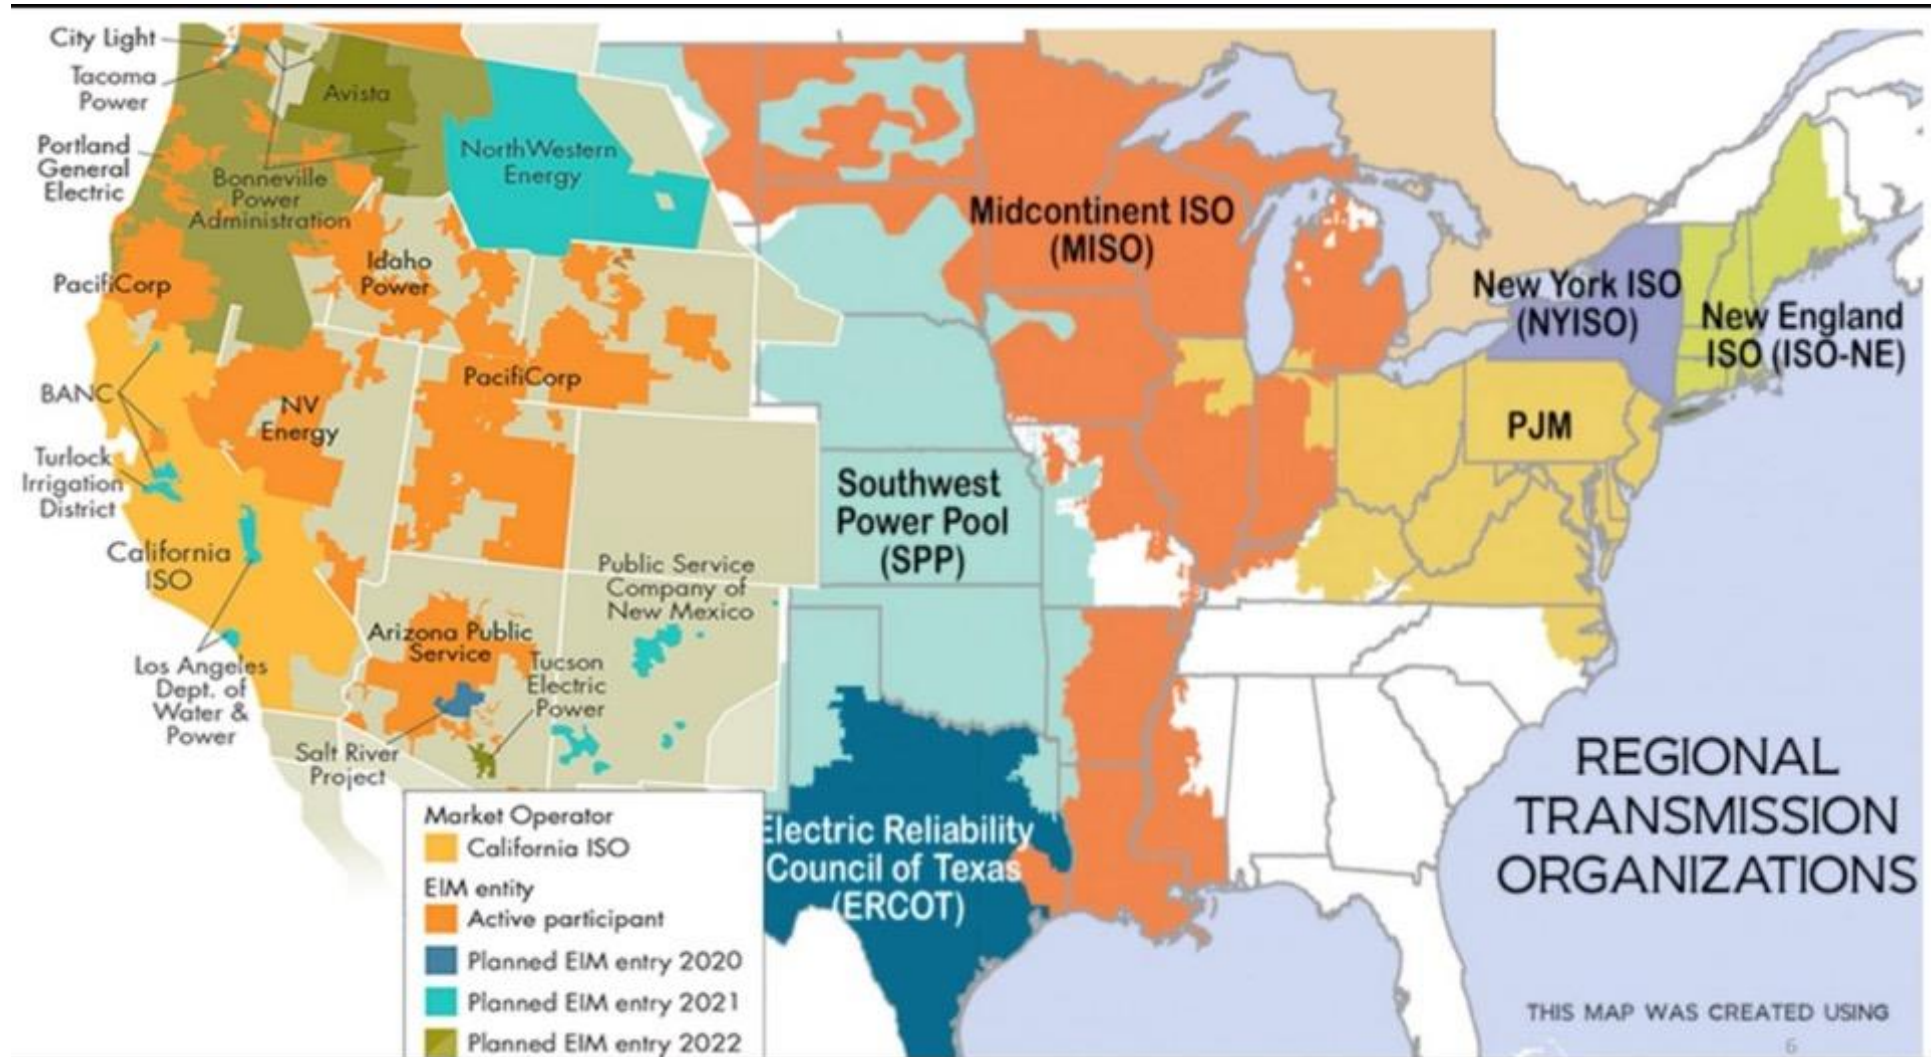 City Light
Tacoma
Power
Avista
Portland
General
Electric
Bonneville
Power
Administration
NorthWestern
Energy
PacifiCorp
Idaho
Power
BANC
NV
Energy
PacifiCorp
Turlock
Irrigation
District
California
ISO
Los Angeles
Dept. of
Water &
Power
Arizona Public
Service
Salt River
Project
Tucson
Electric
Power
Public Service
Company of
New Mexico
Midcontinent ISO
(MISO)
Southwest
Power Pool
(SPP)
New York ISO
(NYISO)
New England
ISO (ISO-NE)
PJM
Electric Reliability
Council of Texas
(ERCOT)
Market Operator
California ISO
EIM entity
Active participant
Planned EIM entry 2020
Planned EIM entry 2021
Planned EIM entry 2022
REGIONAL
TRANSMISSION
ORGANIZATIONS
THIS MAP WAS CREATED USING
6